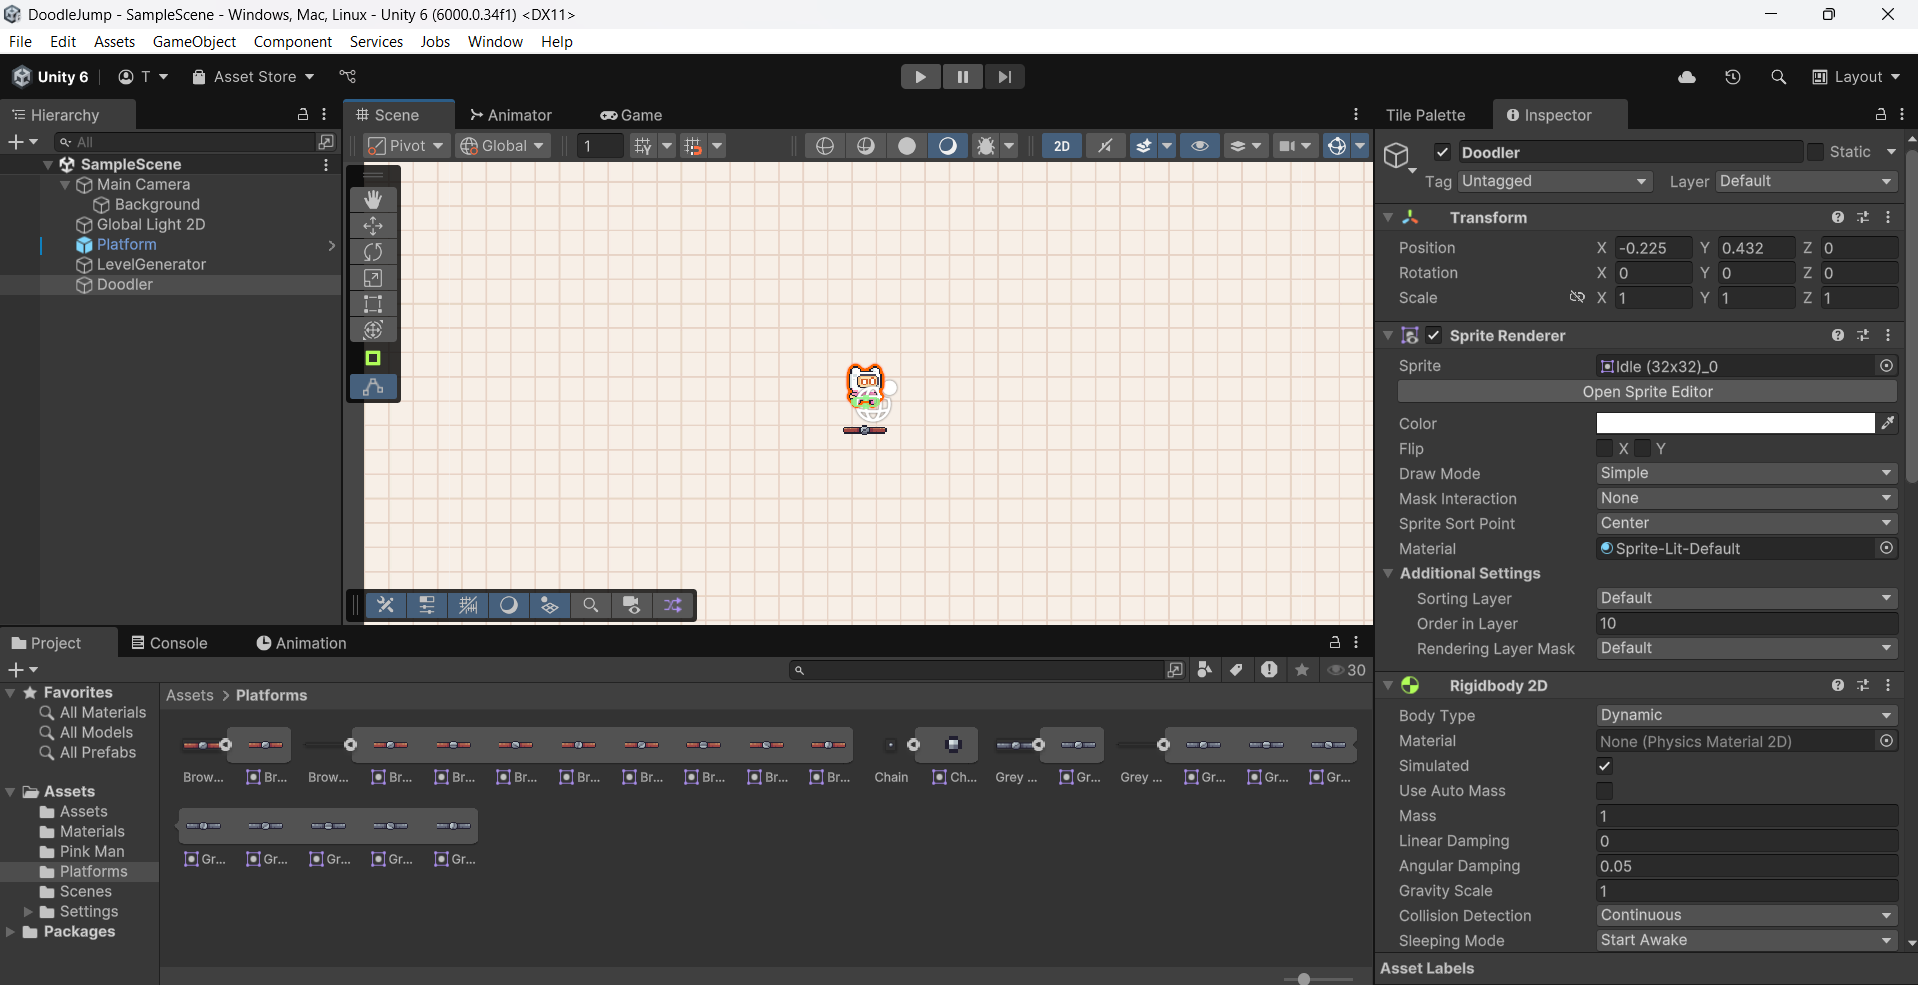 DoodleJump - SampleScene - Windows, Mac, Linux - Unity 6 (6000.0.34f1) <DX11>
File Edit Assets GameObject Component Services Jobs Window Help
Unity 6 T Asset Store Layout
Hierarchy
All
SampleScene
Main Camera
Background
Global Light 2D
Platform
LevelGenerator
Doodler
Scene Animator Game
Pivot Global 1 2D
Tile Palette Inspector
Doodler Static
Tag Untagged Layer Default
Transform
Position X -0.225 Y 0.432 Z 0
Rotation X 0 Y 0 Z 0
Scale X 1 Y 1 Z 1
Sprite Renderer
Sprite Idle (32x32)_0
Open Sprite Editor
Color
Flip X Y
Draw Mode Simple
Mask Interaction None
Sprite Sort Point Center
Material Sprite-Lit-Default
Additional Settings
Sorting Layer Default
Order in Layer 10
Rendering Layer Mask Default
Rigidbody 2D
Body Type Dynamic
Material None (Physics Material 2D)
Simulated
Use Auto Mass
Mass 1
Linear Damping 0
Angular Damping 0.05
Gravity Scale 1
Collision Detection Continuous
Sleeping Mode Start Awake
Asset Labels
Project Console Animation
30
Favorites
All Materials
All Models
All Prefabs
Assets
Assets
Materials
Pink Man
Platforms
Scenes
Settings
Packages
Assets > Platforms
Brow... Br... Brow... Br... Br... Br... Br... Br... Br... Br... Br... Chain Ch... Grey ... Gr... Grey ... Gr... Gr... Gr...
Gr... Gr... Gr... Gr... Gr...